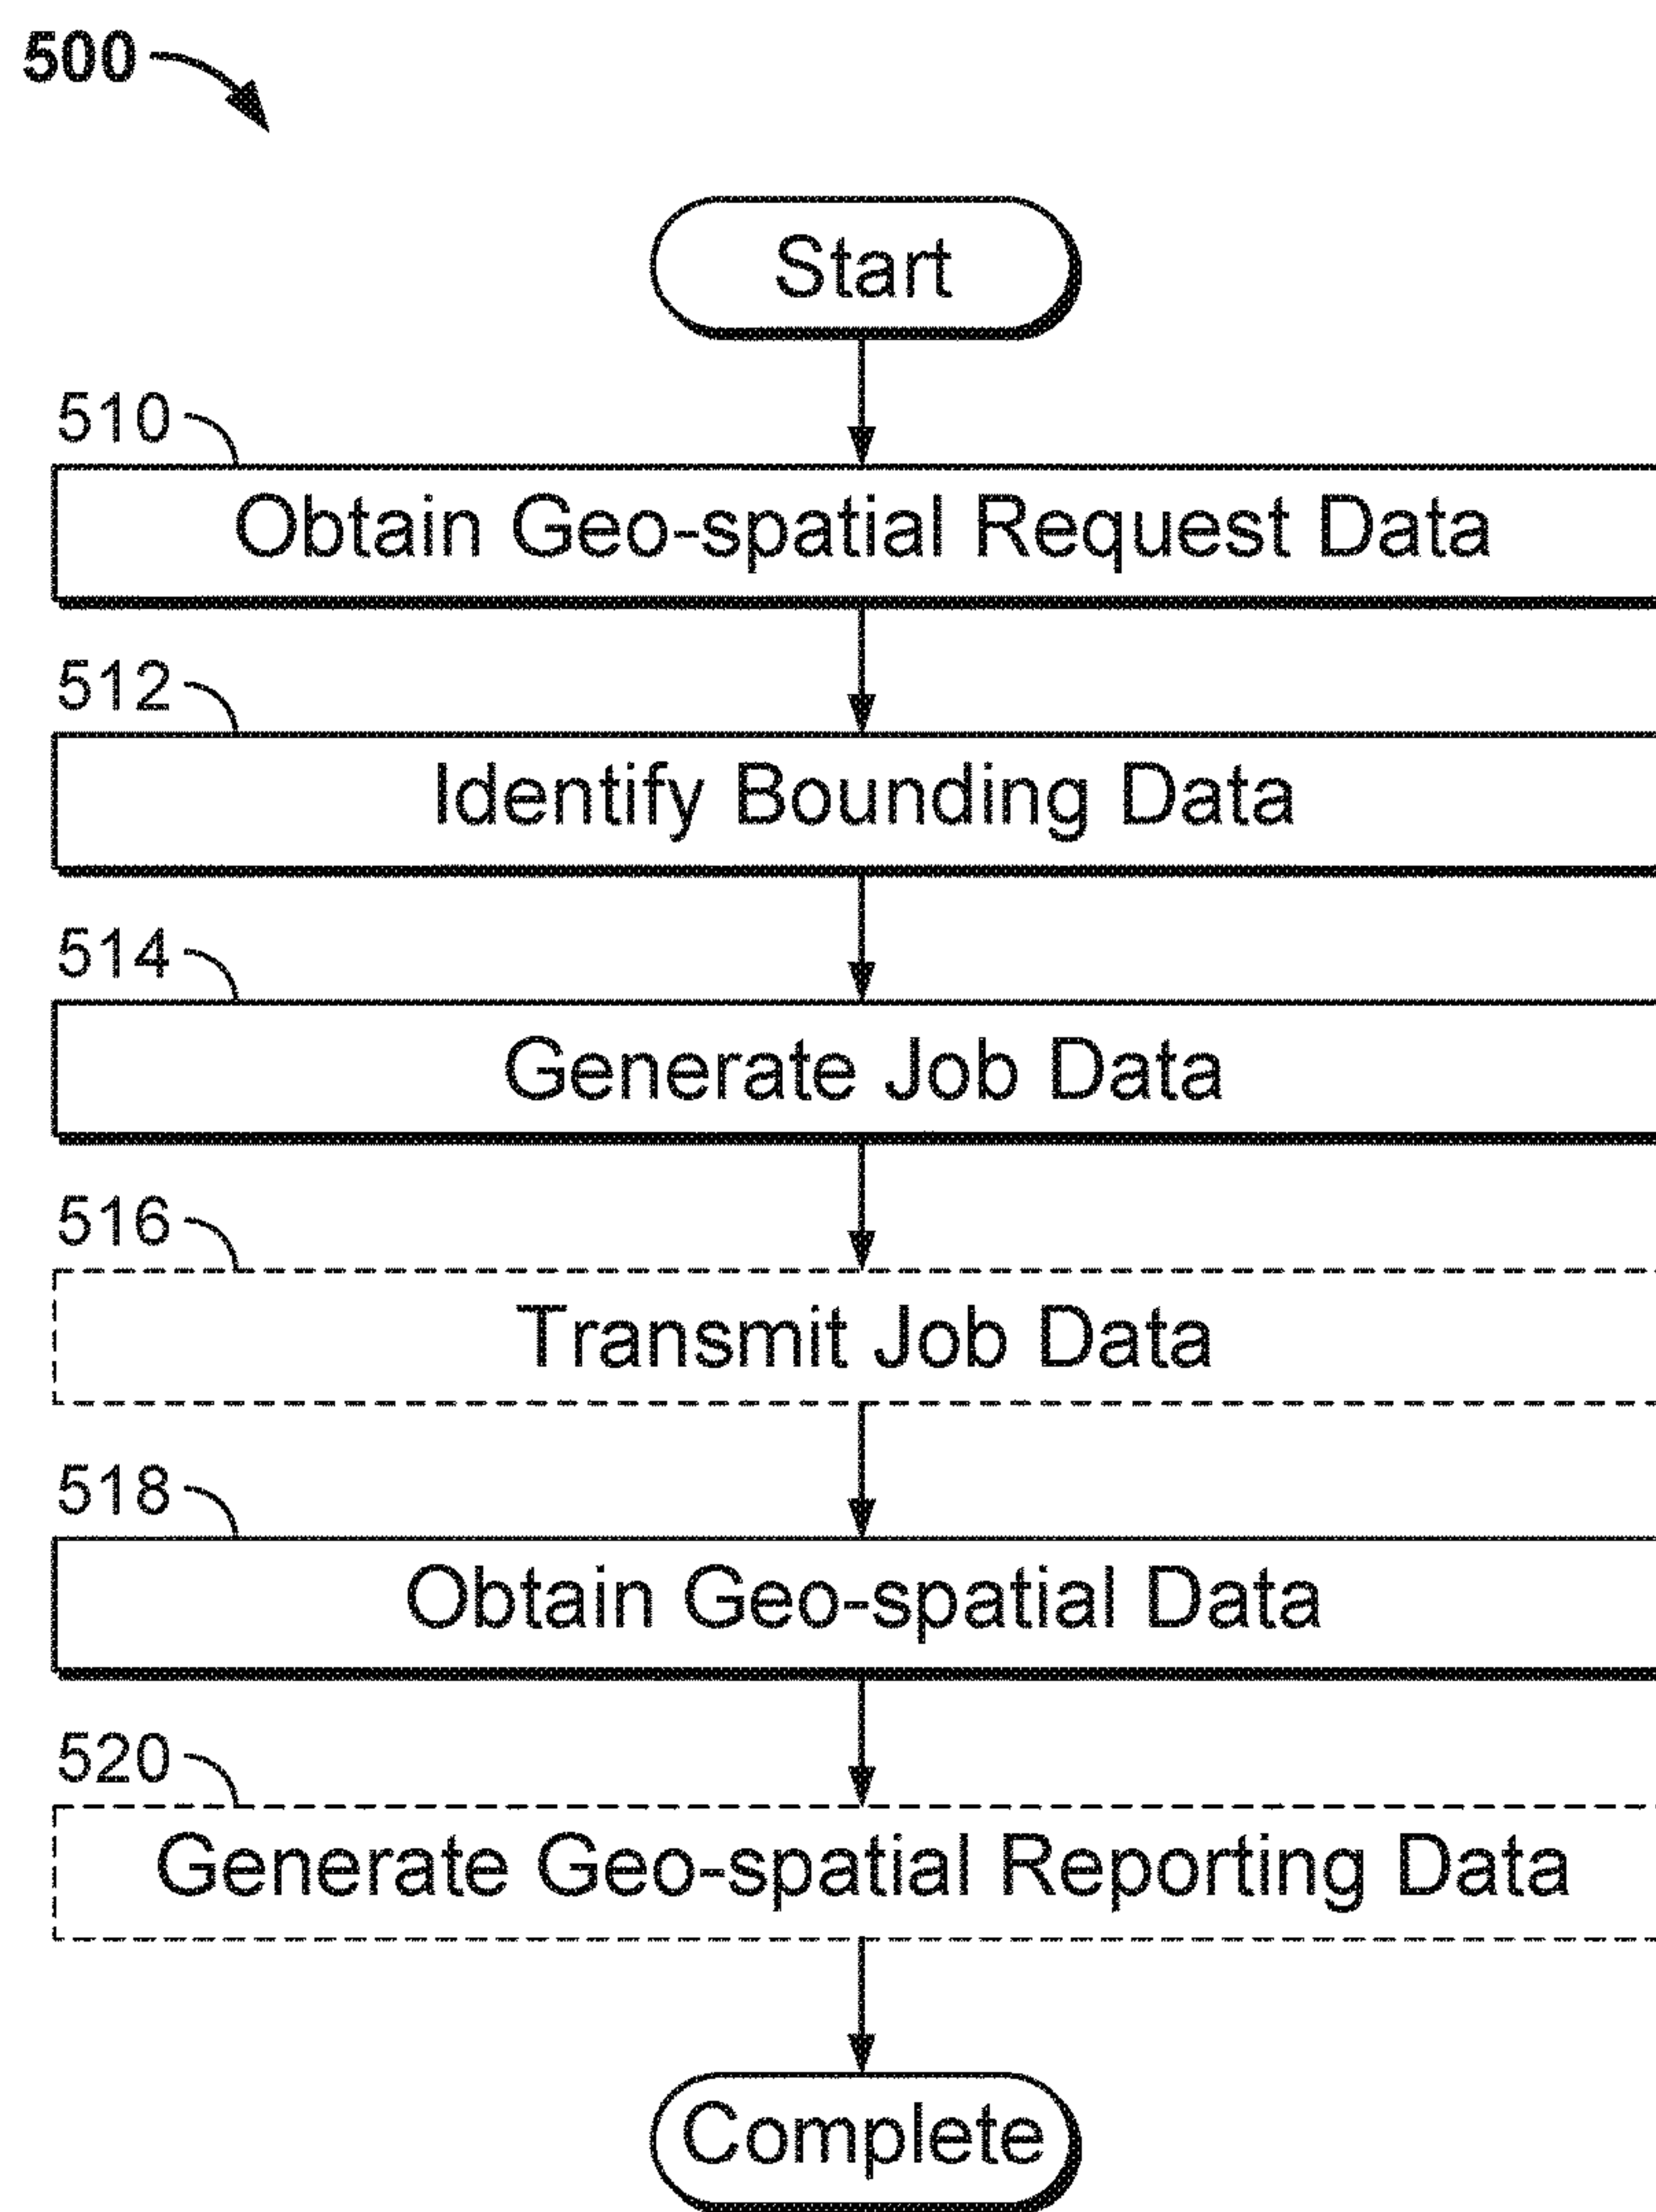 500
Start
510
Obtain Geo-spatial Request Data
512
Identify Bounding Data
514
Generate Job Data
516
Transmit Job Data
518
Obtain Geo-spatial Data
520
Generate Geo-spatial Reporting Data
Complete